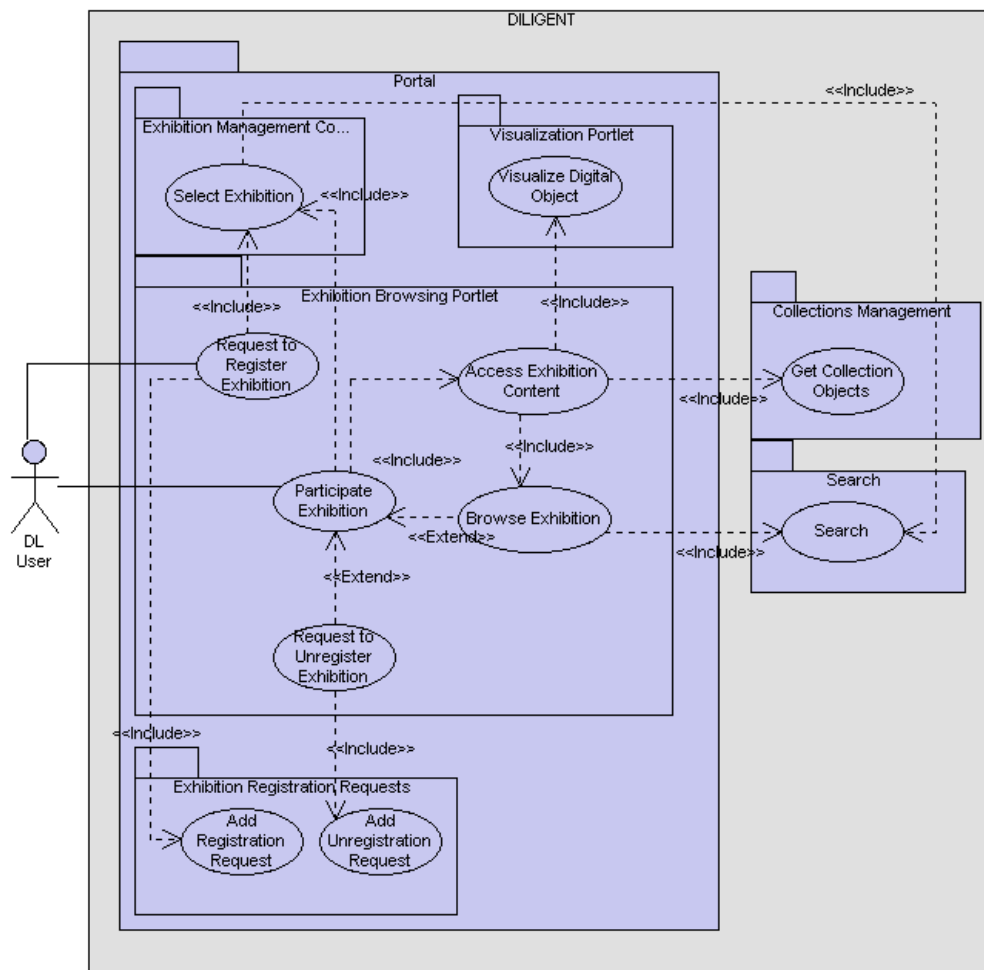 DILIGENT
Portal
<<Include>>
Exhibition Management Co...
Visualization Portlet
Select Exhibition
<<Include>>
Visualize Digital
Object
<<Include>>
Exhibition Browsing Portlet
<<Include>>
Collections Management
Request to
Register
Exhibition
Access Exhibition
Content
Get Collection
Objects
<<Include>>
<<Include>>
<<Include>>
Participate
Exhibition
Browse Exhibition
<<Extend>>
Search
Search
<<Include>>
DL
User
<<Extend>>
Request to
Unregister
Exhibition
<<Include>>
<<Include>>
Exhibition Registration Requests
Add
Registration
Request
Add
Unregistration
Request